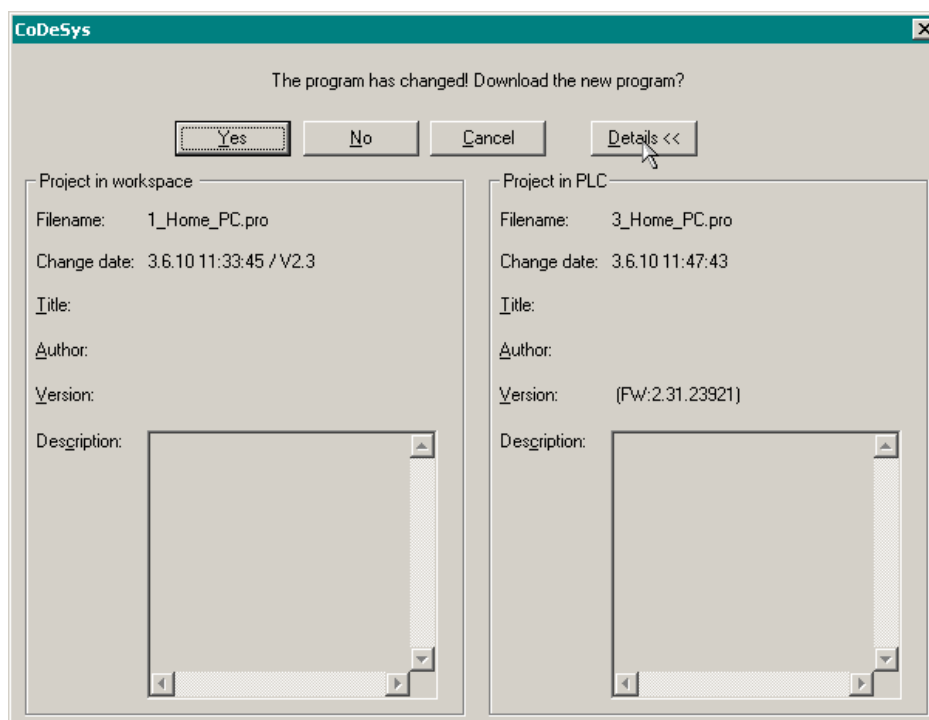 CoDeSys
The program has changed! Download the new program?
Yes No Cancel Details <<
Project in workspace
Filename: 1_Home_PC.pro
Change date: 3.6.10 11:33:45 / V2.3
Title:
Author:
Version:
Description:
Project in PLC
Filename: 3_Home_PC.pro
Change date: 3.6.10 11:47:43
Title:
Author:
Version: (FW:2.31.23921)
Description: